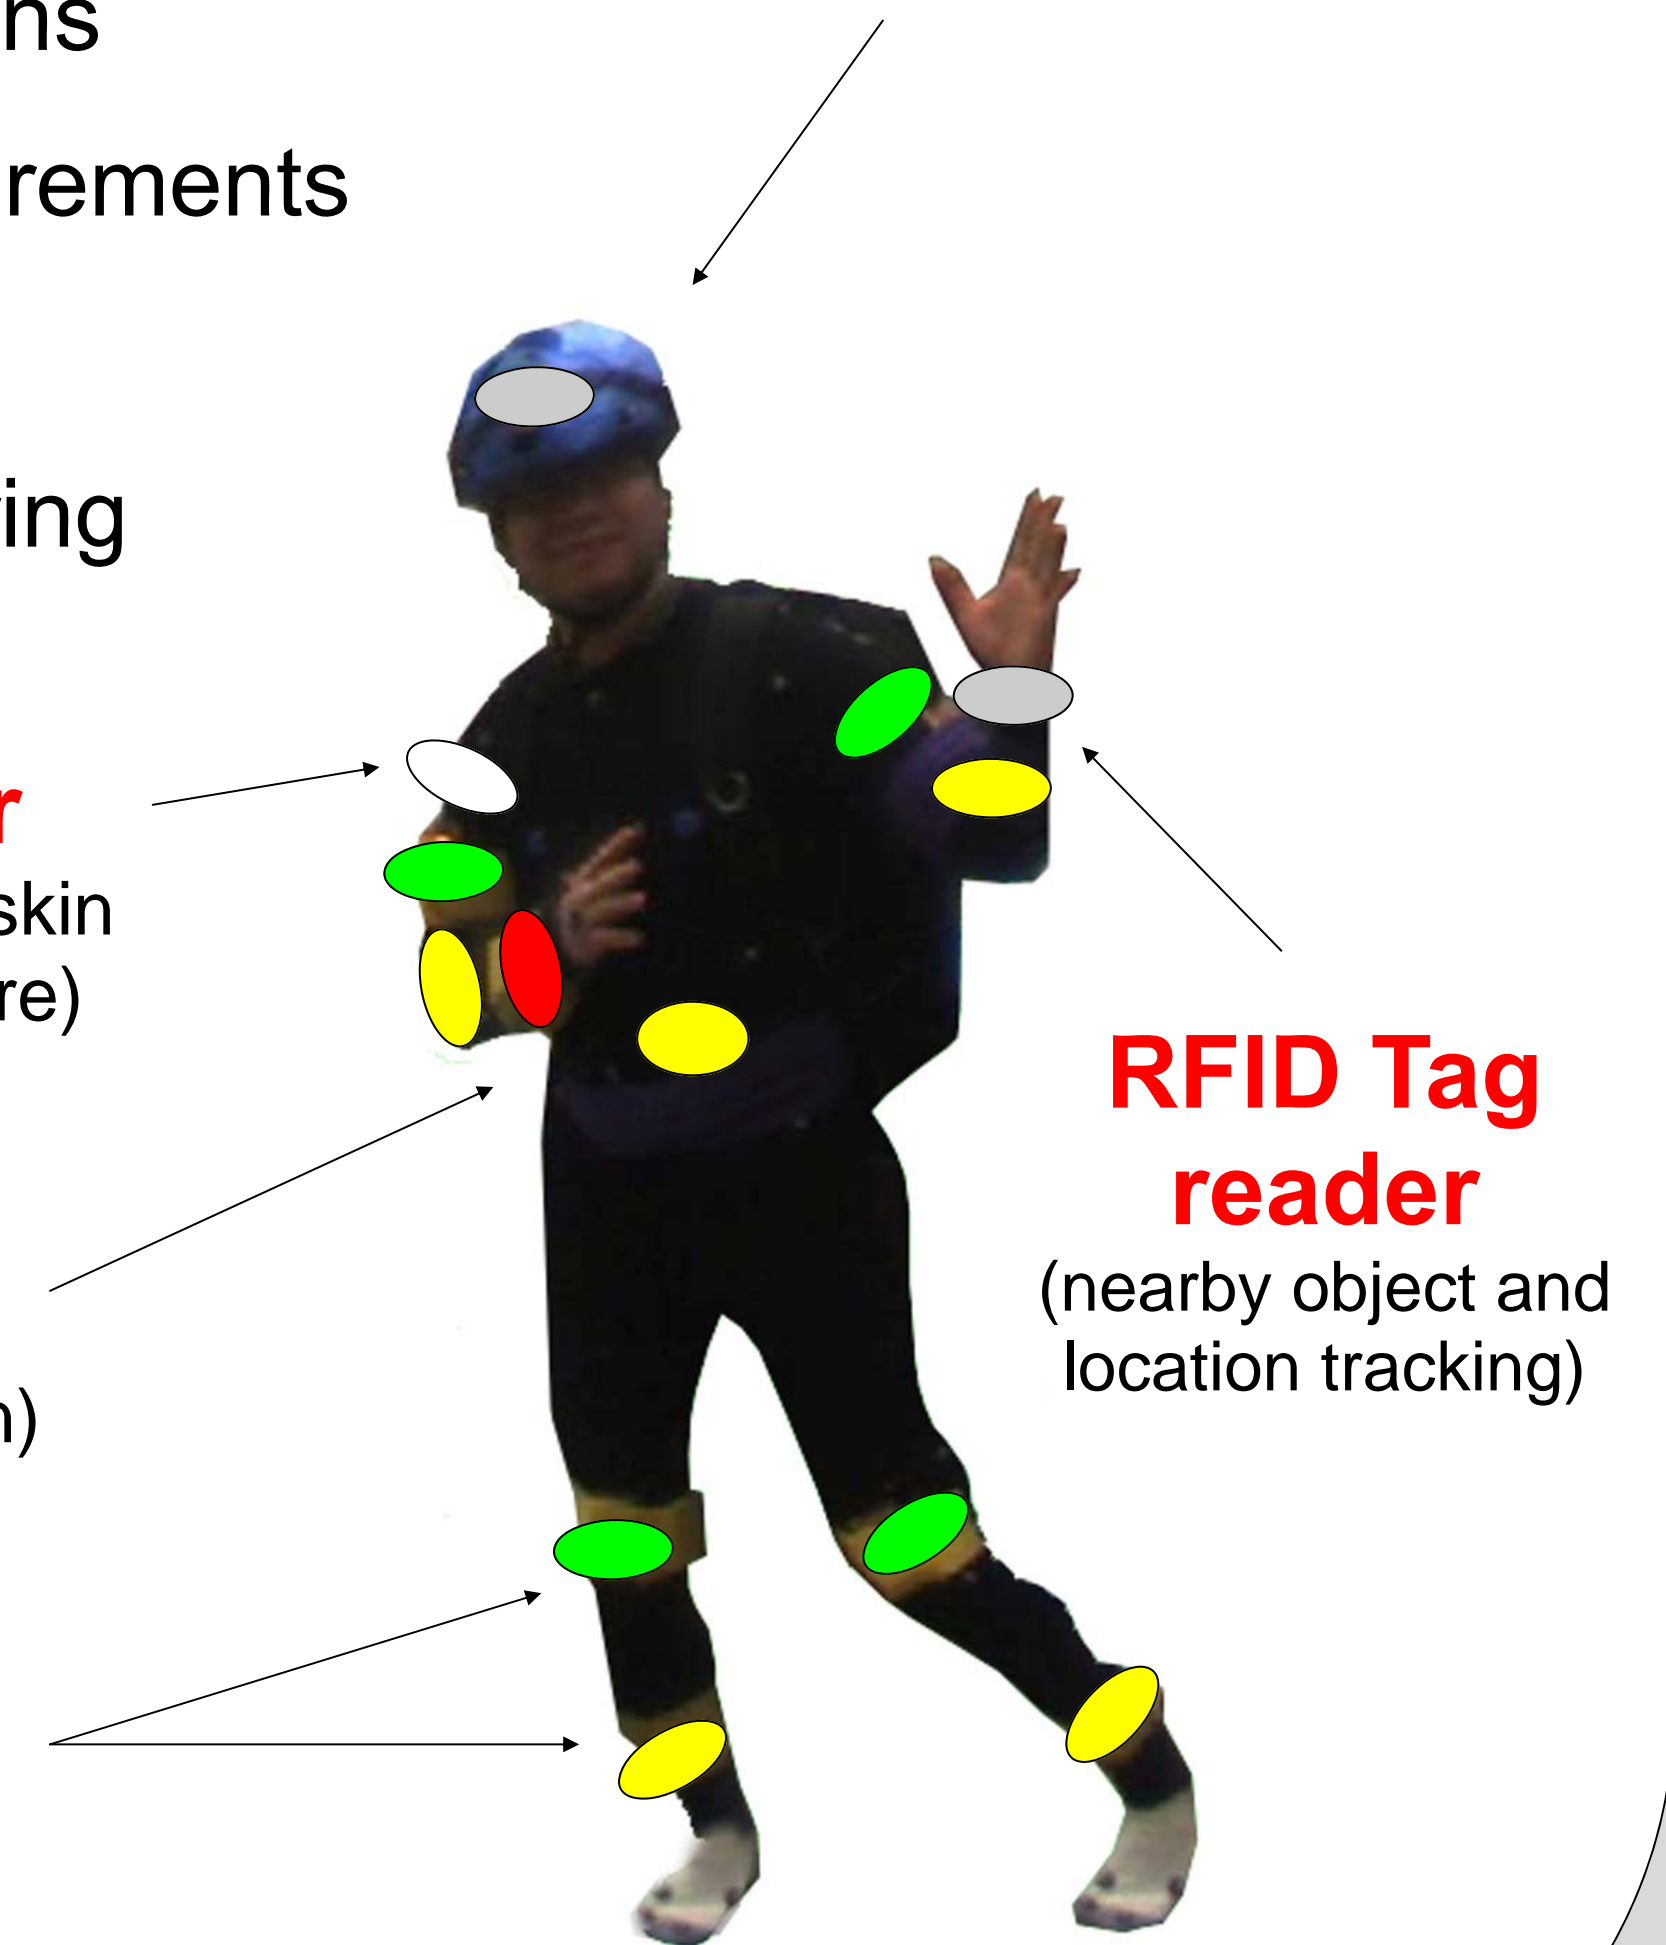 ns
rements
ing
r
skin
re)
RFID Tag
reader
(nearby object and
location tracking)
n)